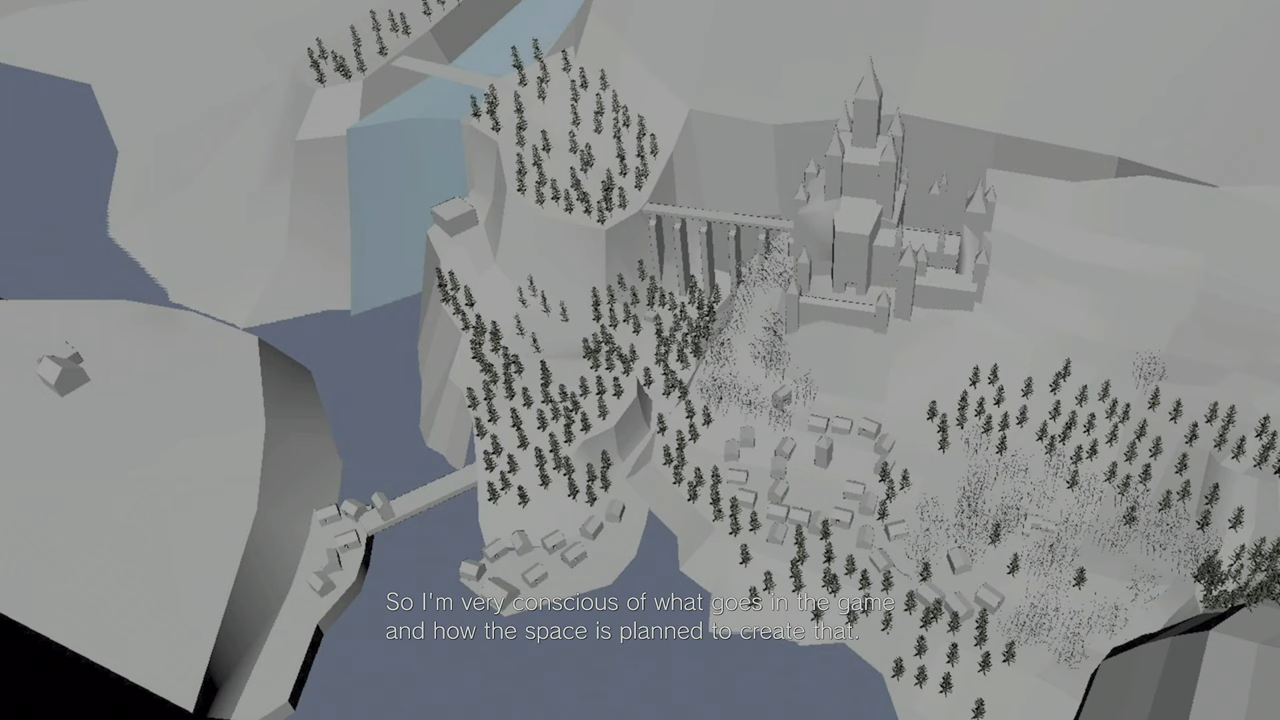 So I'm very conscious of what goes in the game
and how the space is planned to create that.